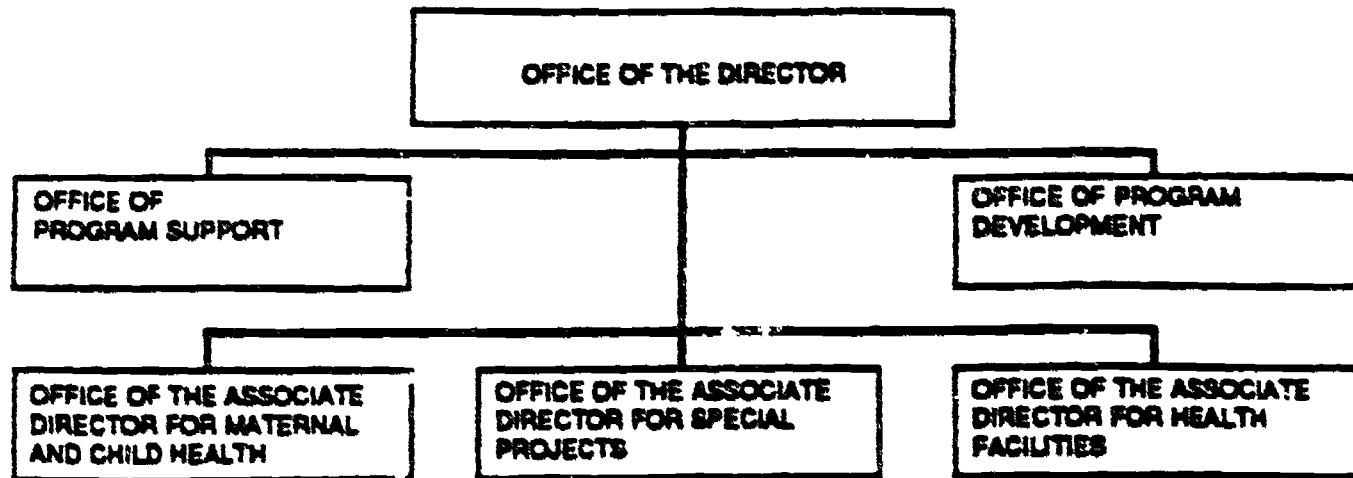 OFFICE OF THE DIRECTOR
OFFICE OF
PROGRAM SUPPORT
OFFICE OF PROGRAM
DEVELOPMENT
OFFICE OF THE ASSOCIATE
DIRECTOR FOR MATERNAL
AND CHILD HEALTH
OFFICE OF THE ASSOCIATE
DIRECTOR FOR SPECIAL
PROJECTS
OFFICE OF THE ASSOCIATE
DIRECTOR FOR HEALTH
FACILITIES